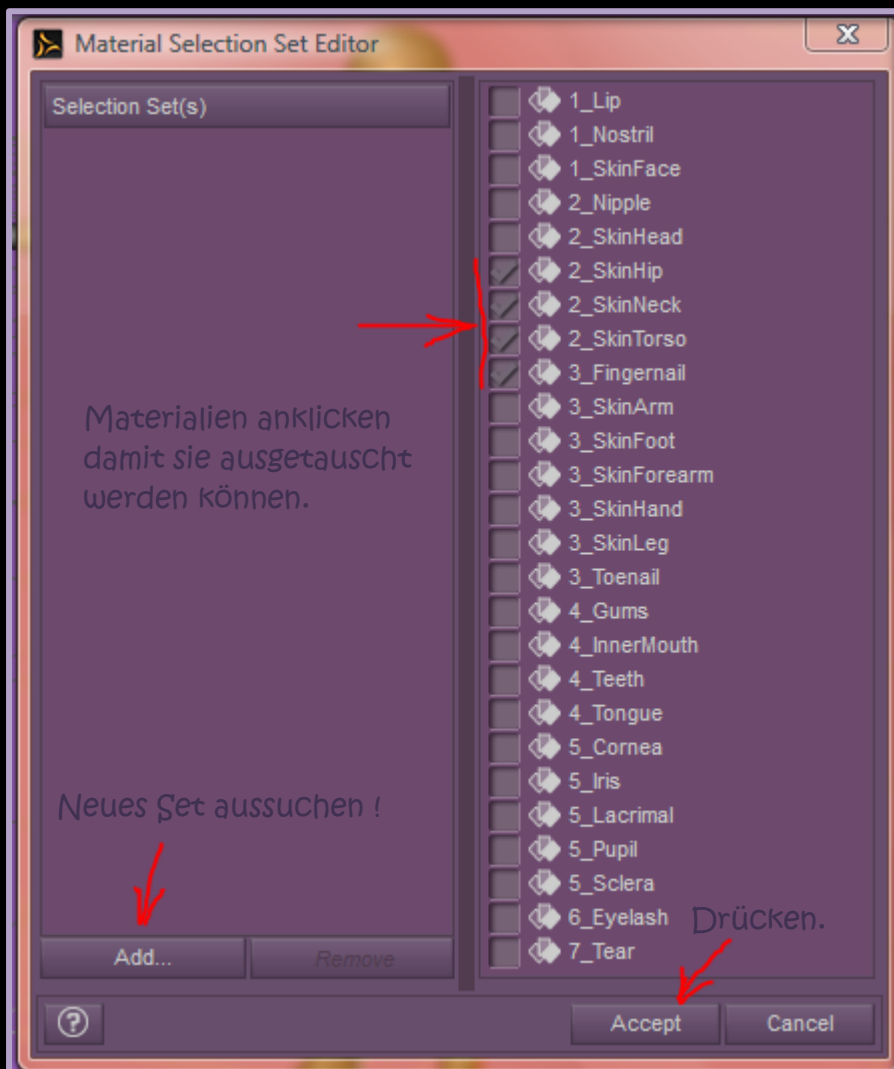 Material Selection Set Editor
Selection Set(s)
1_Lip
1_Nostril
1_SkinFace
2_Nipple
2_SkinHead
2_SkinHip
2_SkinNeck
2_SkinTorso
3_Fingernail
3_SkinArm
3_SkinFoot
3_SkinForearm
3_SkinHand
3_SkinLeg
3_Toenail
4_Gums
4_InnerMouth
4_Teeth
4_Tongue
5_Cornea
5_Iris
5_Lacrimal
5_Pupil
5_Sclera
6_Eyelash
7_Tear
Materialien anklicken
damit sie ausgetauscht
werden können.
Neues Set aussuchen !
Drücken.
Add...
Remove
?
Accept
Cancel